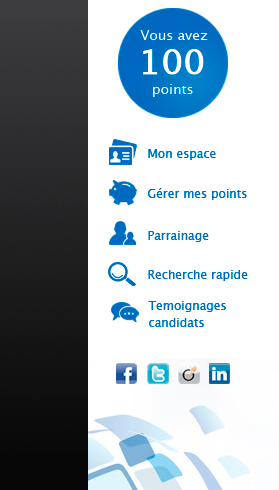 Vous avez
100
points
Mon espace
Gérer mes points
Parrainage
Recherche rapide
Temoignages
candidats